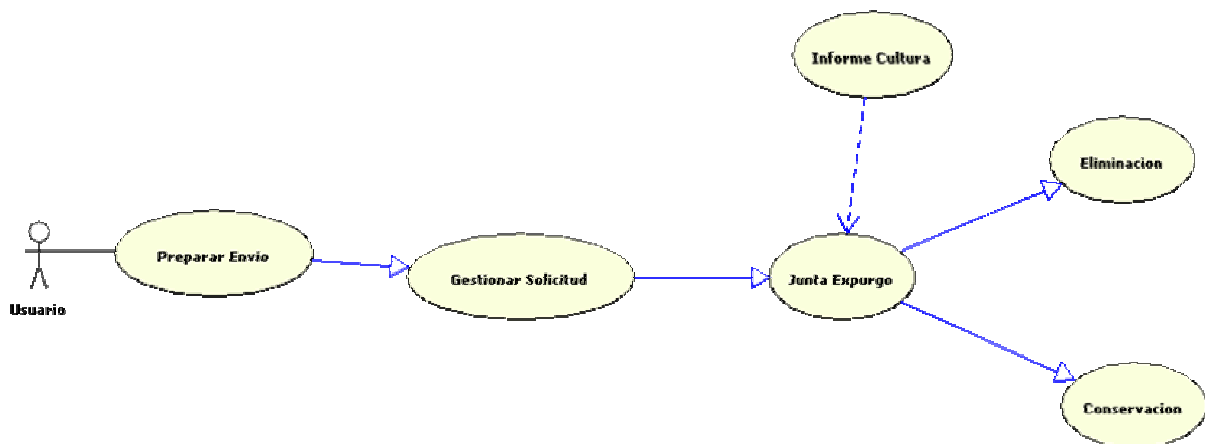 Informe Cultura
Eliminacion
Preparar Envio
Gestionar Solicitud
Junta Expurgo
Usuario
Conservacion